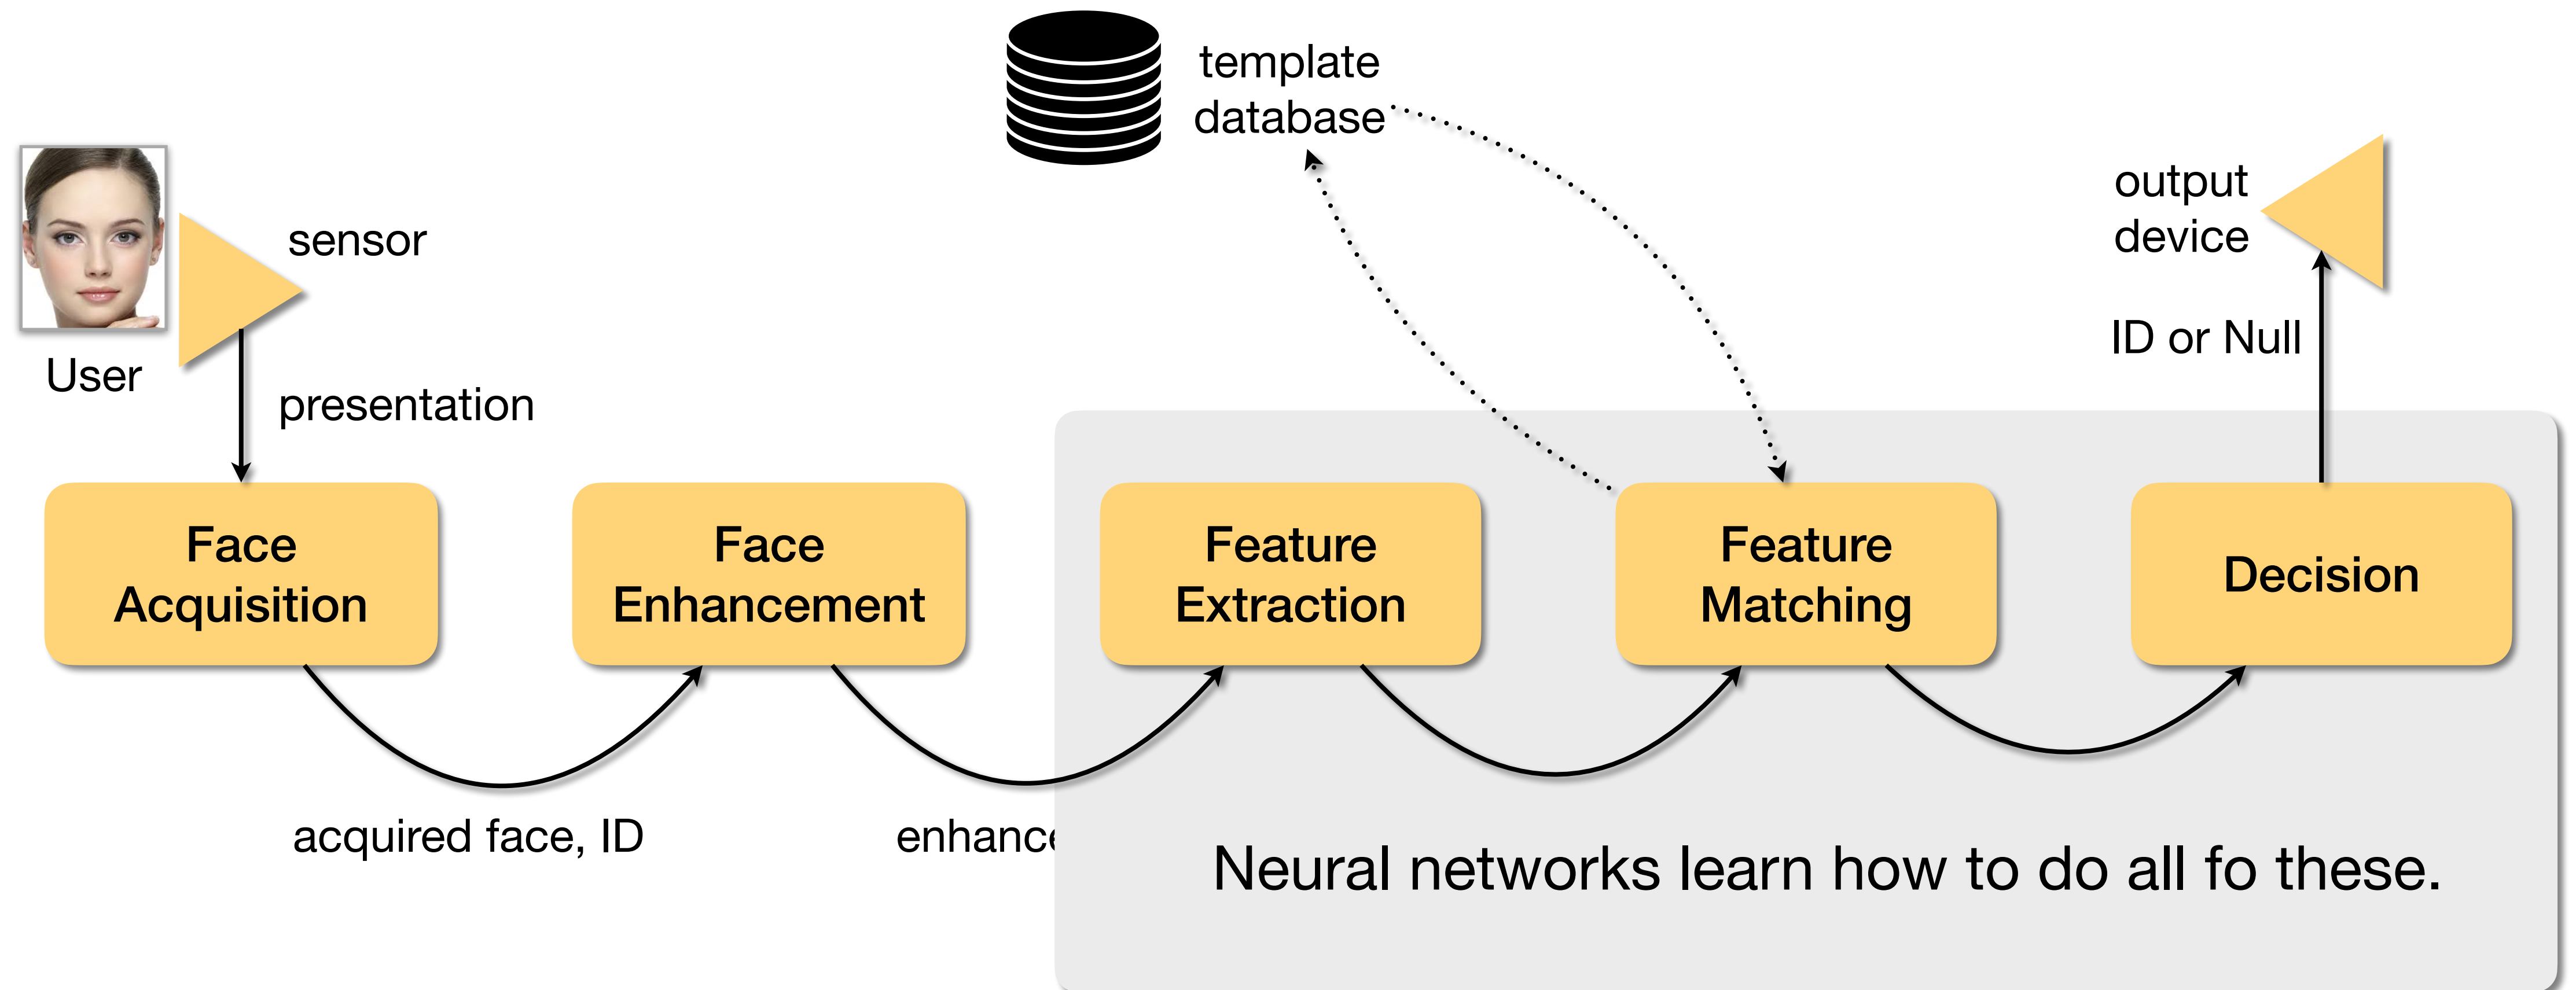 template
database
sensor
User
presentation
output
device
ID or Null
Face
Acquisition
Face
Enhancement
Feature
Extraction
Feature
Matching
Decision
acquired face, ID
enhance
Neural networks learn how to do all fo these.